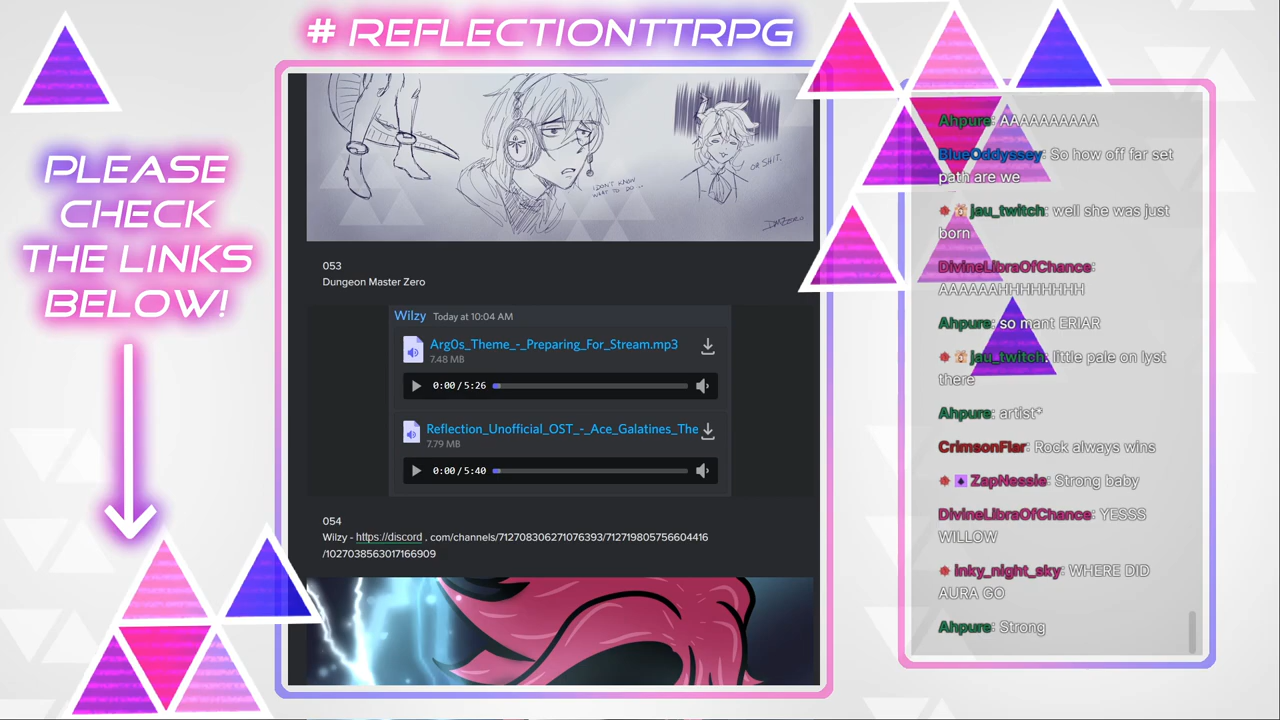 # REFLECTIONTTRPG
PLEASE
CHECK
THE LINKS
BELOW!
I DON'T KNOW
WHAT TO DO...
OR SHIT.
DMZero
053
Dungeon Master Zero
Wilzy Today at 10:04 AM
Arg0s_Theme_-_Preparing_For_Stream.mp3
7.48 MB
0:00 / 5:26
Reflection_Unofficial_OST_-_Ace_Galatines_The
7.79 MB
0:00 / 5:40
054
Wilzy - https://discord . com/channels/712708306271076393/712719805756604416
/1027038563017166909
Ahpure: AAAAAAAAAA
BlueOddyssey: So how off far set
path are we
jau_twitch: well she was just
born
DivineLibraOfChance:
AAAAAAHHHHHHHH
Ahpure: so mant ERIAR
jau_twitch: little pale on lyst
there
Ahpure: artist*
CrimsonFlar: Rock always wins
ZapNessie: Strong baby
DivineLibraOfChance: YESSS
WILLOW
inky_night_sky: WHERE DID
AURA GO
Ahpure: Strong